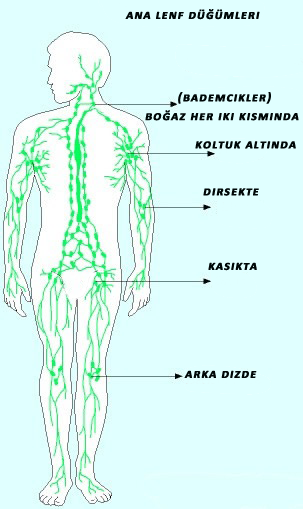 ANA LENF DÜĞÜMLERI
(BADEMCIKLER)
BOĞAZ HER IKI KISMINDA
KOLTUK ALTINDA
DIRSEKTE
KASIKTA
ARKA DIZDE